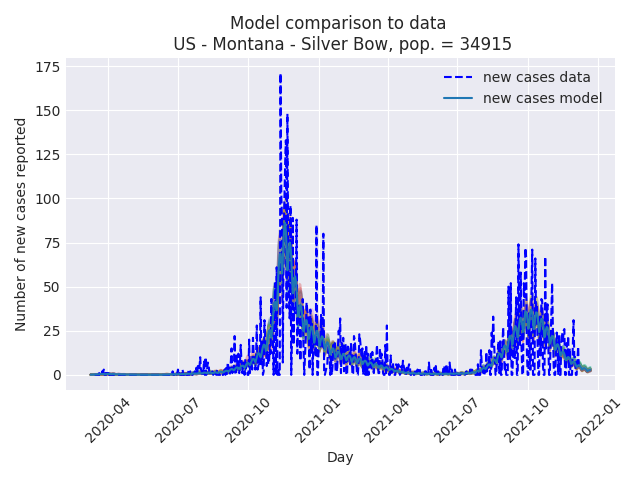 Model comparison to data
US - Montana - Silver Bow, pop. = 34915
175
150
125
100
75
50
25
0
Number of new cases reported
new cases data
new cases model
2020-04
2020-07
2020-10
2021-01
2021-04
2021-07
2021-10
2022-01
Day